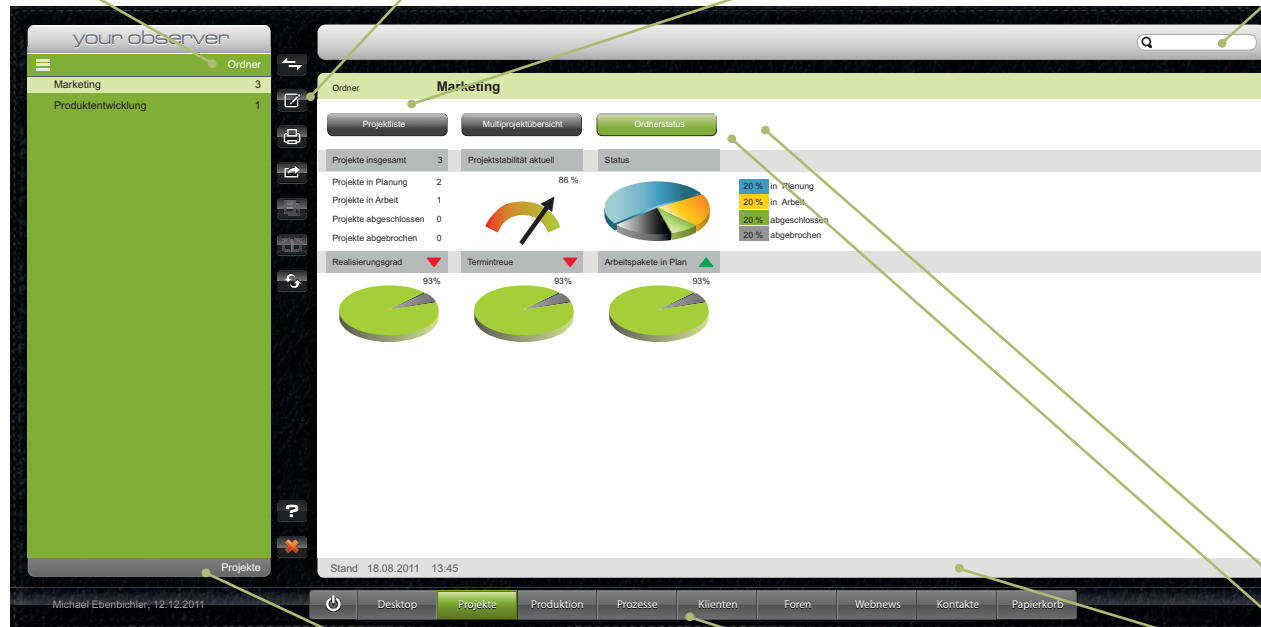 your observer
Ordner
Marketing 3
Produktentwicklung 1
Projekte
Michael Ebenbichler, 12.12.2011
?
Ordner Marketing
Projektliste Multiprojektübersicht Ordnerstatus
Projekte insgesamt 3 Projektstabilität aktuell Status
Projekte in Planung 2
Projekte in Arbeit 1
Projekte abgeschlossen 0
Projekte abgebrochen 0
86 %
20 % in Planung
20 % in Arbeit
20 % abgeschlossen
20 % abgebrochen
Realisierungsgrad Termintreue Arbeitspakete in Plan
93% 93% 93%
Stand 18.08.2011 13:45
Desktop Projekte Produktion Prozesse Klienten Foren Webnews Kontakte Papierkorb